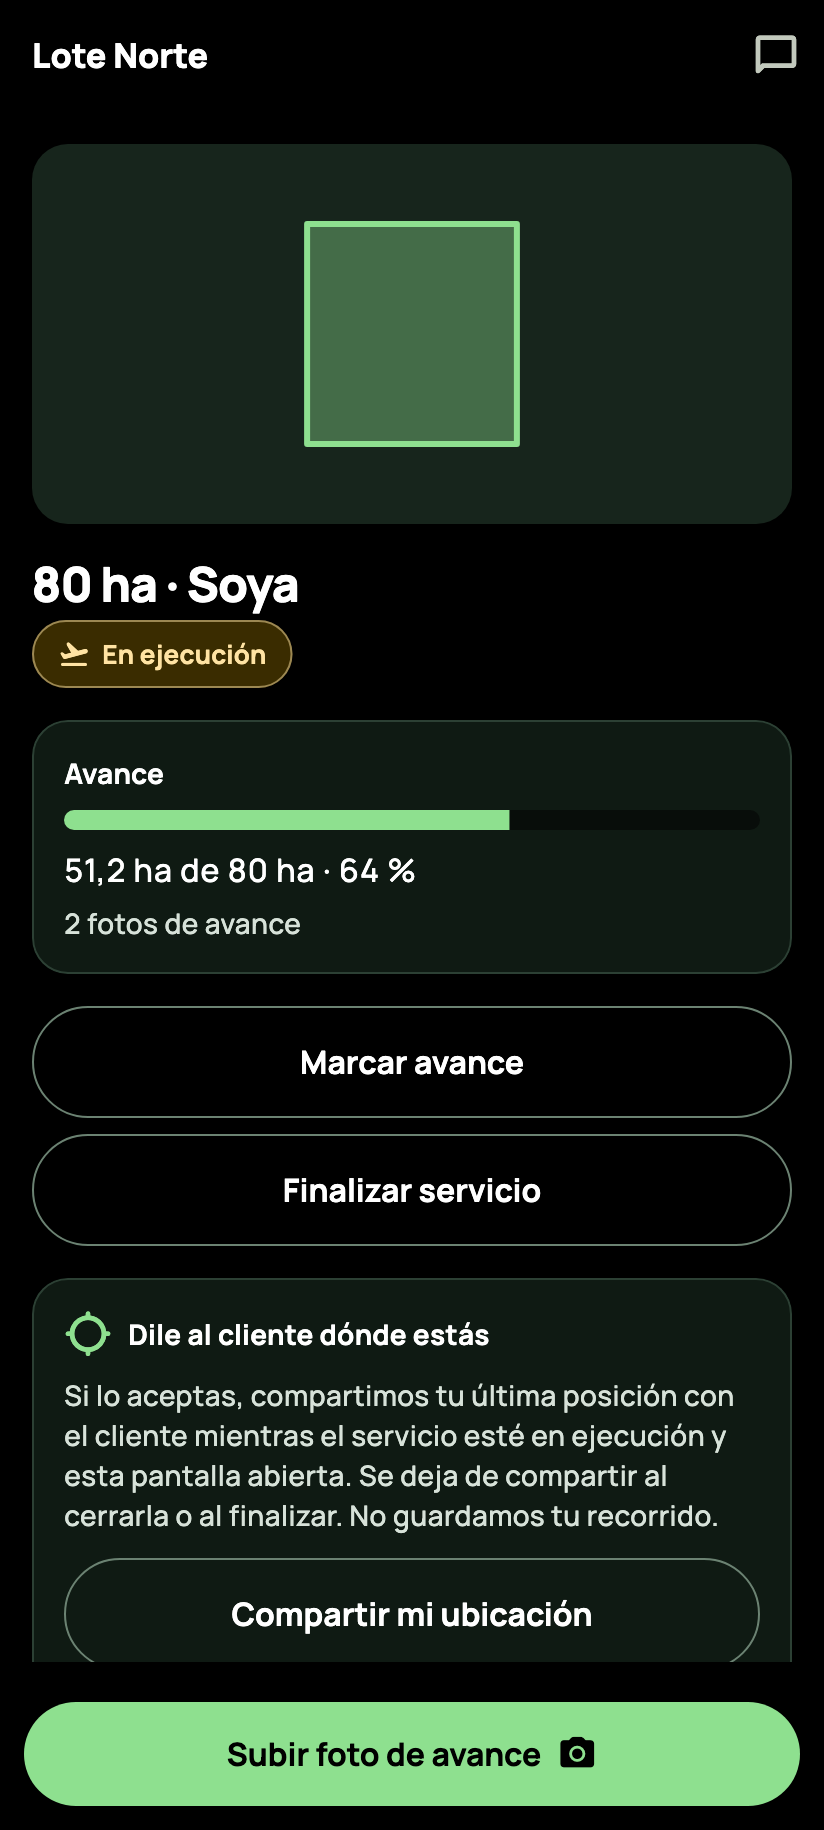 Lote Norte
80 ha · Soya
En ejecución
Avance
51,2 ha de 80 ha · 64 %
2 fotos de avance
Marcar avance
Finalizar servicio
Dile al cliente dónde estás
Si lo aceptas, compartimos tu última posición con
el cliente mientras el servicio esté en ejecución y
esta pantalla abierta. Se deja de compartir al
cerrarla o al finalizar. No guardamos tu recorrido.
Compartir mi ubicación
Subir foto de avance